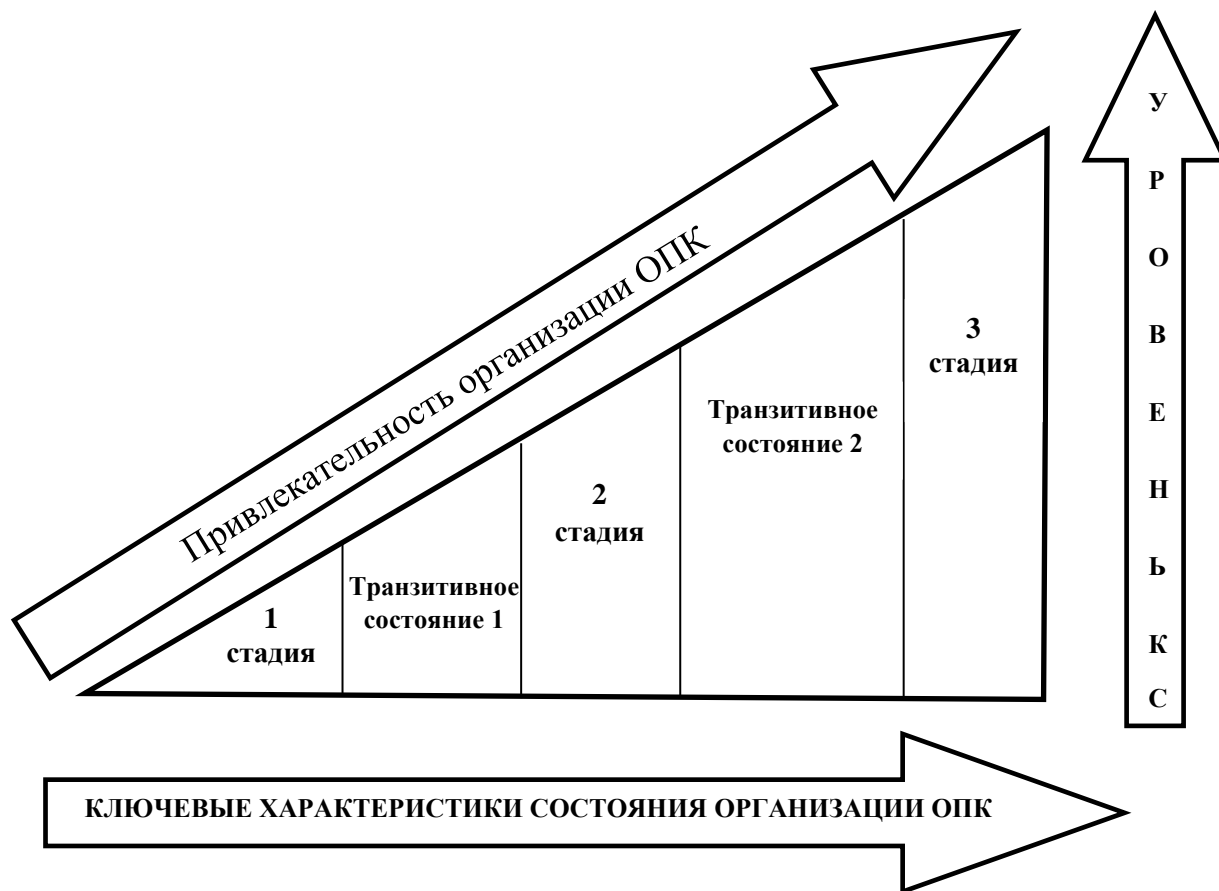 Привлекательность организации ОПК
1
стадия
Транзитивное
состояние 1
2
стадия
Транзитивное
состояние 2
3
стадия
У
Р
О
В
Е
Н
Ь
К
С
КЛЮЧЕВЫЕ ХАРАКТЕРИСТИКИ СОСТОЯНИЯ ОРГАНИЗАЦИИ ОПК